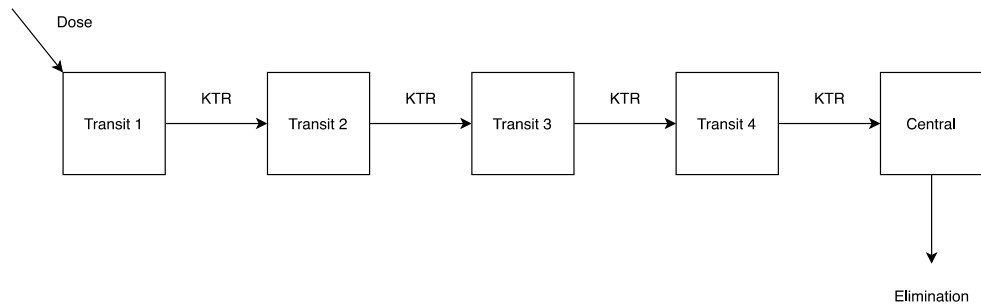 Dose
KTR
KTR
KTR
KTR
Transit 1
Transit 2
Transit 3
Transit 4
Central
Elimination